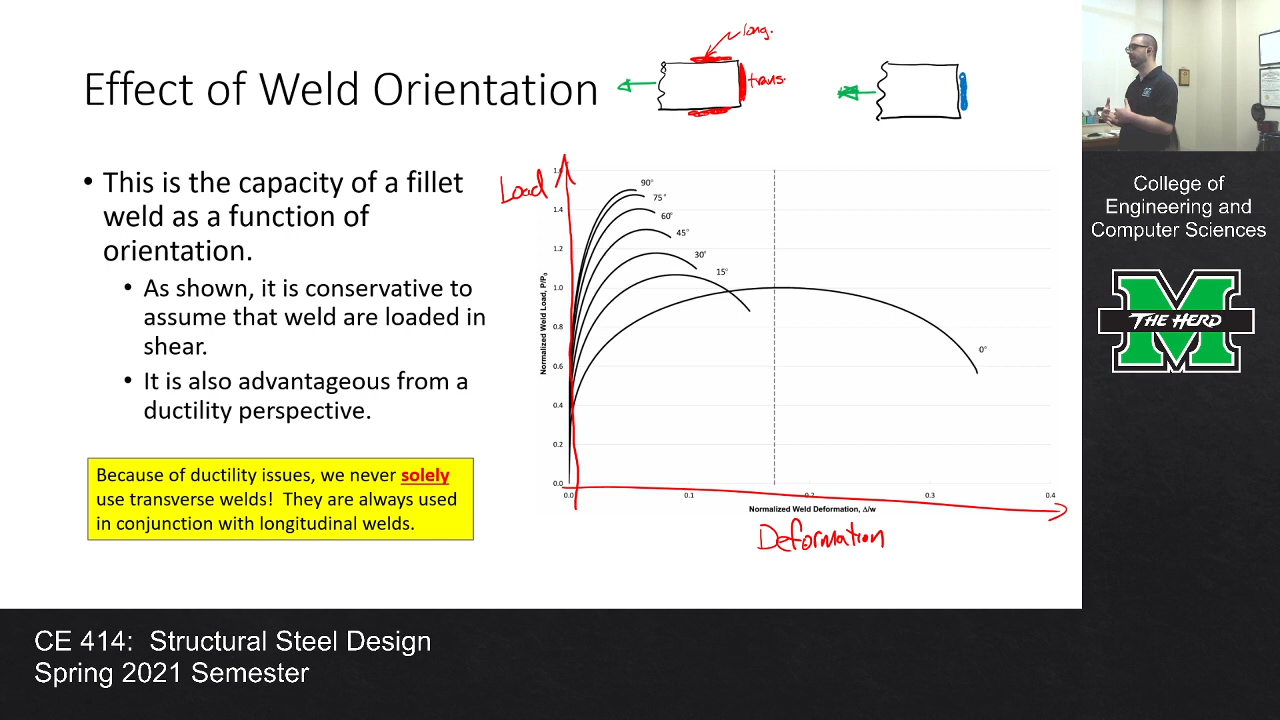 Effect of Weld Orientation
long.
trans.
• This is the capacity of a fillet
weld as a function of
orientation.
• As shown, it is conservative to
assume that weld are loaded in
shear.
• It is also advantageous from a
ductility perspective.
Because of ductility issues, we never solely
use transverse welds! They are always used
in conjunction with longitudinal welds.
Load
Normalized Weld Load, P/P₀
1.4
1.2
1.0
0.8
0.6
0.4
0.2
0.0
90°
75°
60°
45°
30°
15°
0°
0.0 0.1 0.2 0.3 0.4
Normalized Weld Deformation, Δ/w
Deformation
College of
Engineering and
Computer Sciences
THE HERD
CE 414: Structural Steel Design
Spring 2021 Semester